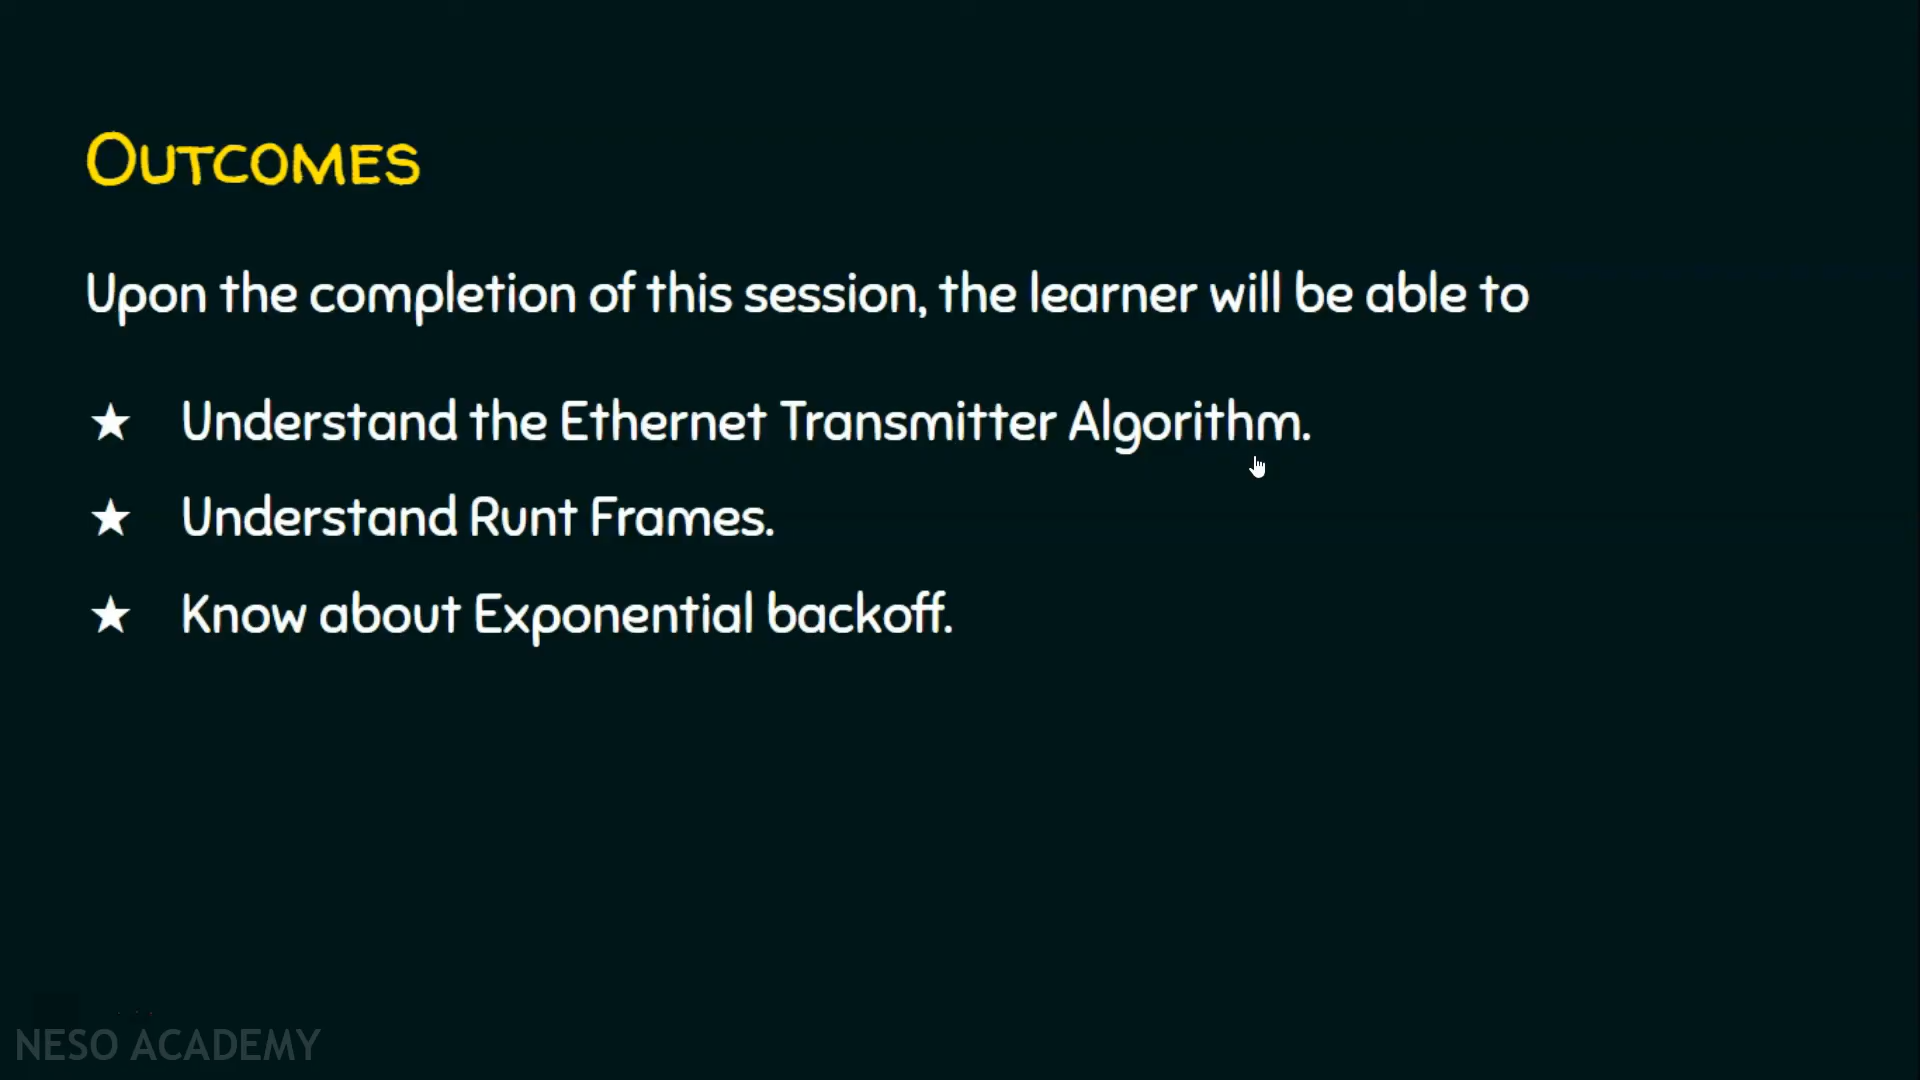 OUTCOMES
Upon the completion of this session, the learner will be able to
★ Understand the Ethernet Transmitter Algorithm.
★ Understand Runt Frames.
★ Know about Exponential backoff.
NESO ACADEMY